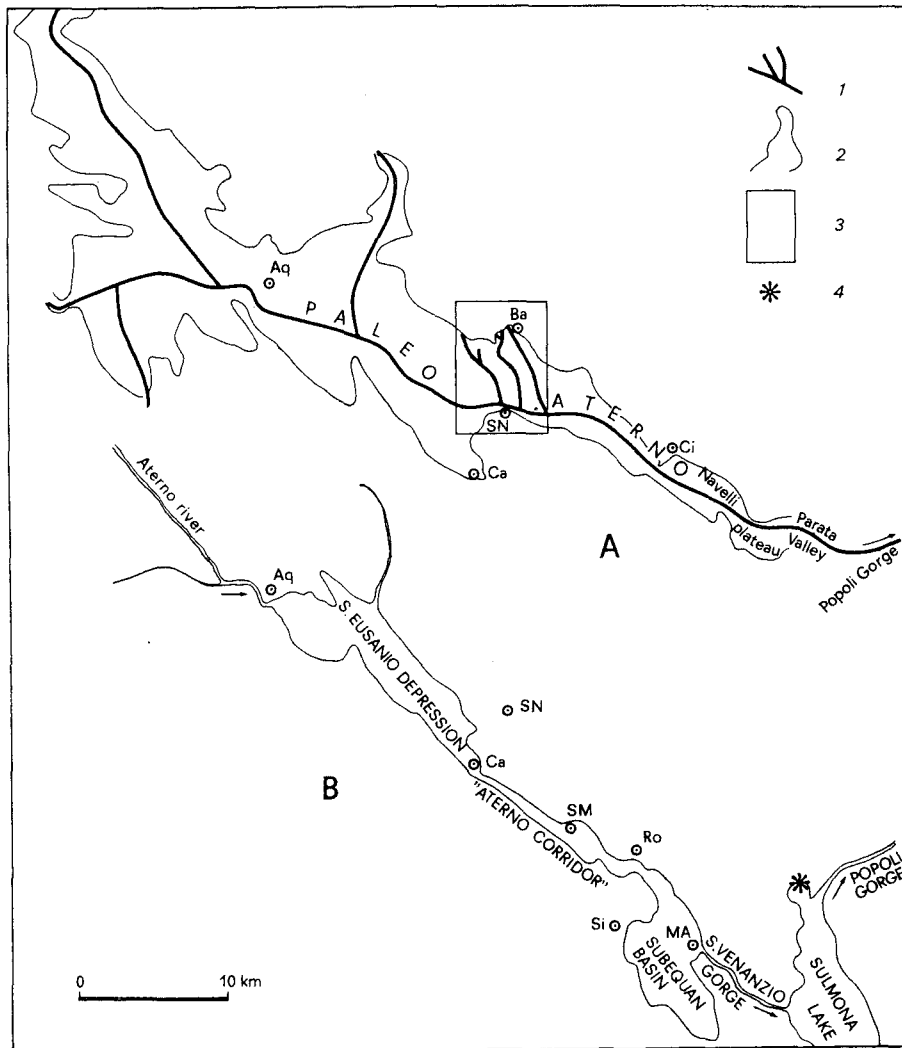 1
2
3
4
Aq
Ba
PALEO
ATERNO
SN
Ca
Ci
Navelli
plateau
Parata
Valley
Popoli Gorge
A
Aterno river
Aq
S. EUSANIO DEPRESSION
SN
Ca
B
"ATERNO CORRIDOR"
SM
Ro
Si
MA
SUBEQUAN
BASIN
S. VENANZIO
GORGE
POPOLI
GORGE
SULMONA
LAKE
0 10 km